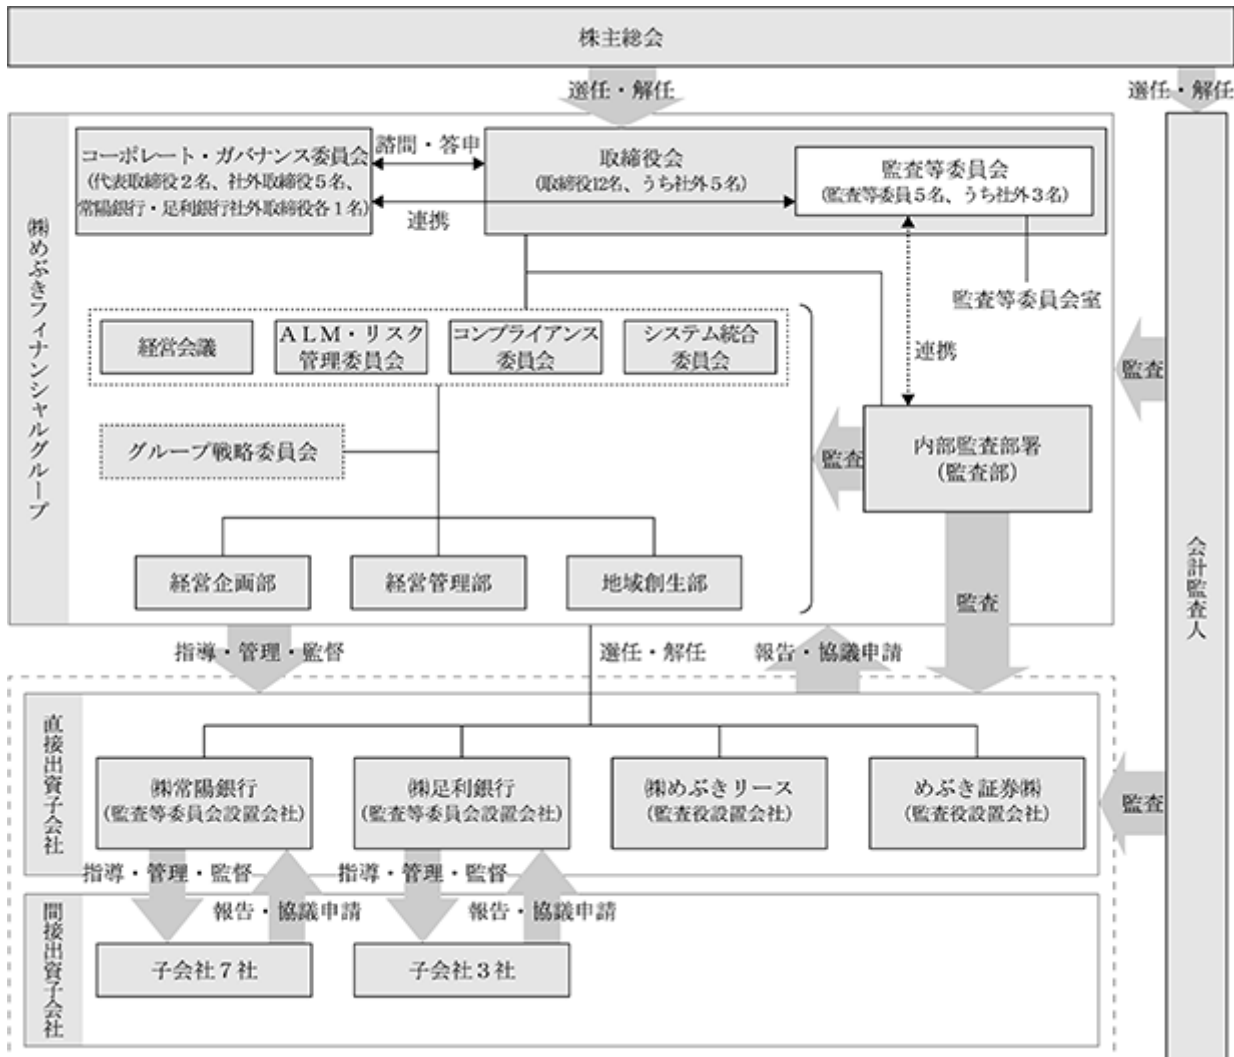 株主総会
選任・解任
選任・解任
㈱めぶきフィナンシャルグループ
コーポレート・ガバナンス委員会
(代表取締役２名、社外取締役５名、
常陽銀行・足利銀行社外取締役各１名)
諮問・答申
連携
取締役会
(取締役12名、うち社外５名)
監査等委員会
(監査等委員５名、うち社外３名)
監査等委員会室
連携
経営会議
ＡＬＭ・リスク
管理委員会
コンプライアンス
委員会
システム統合
委員会
グループ戦略委員会
監査
内部監査部署
(監査部)
監査
経営企画部
経営管理部
地域創生部
監査
会計監査人
指導・管理・監督
選任・解任
報告・協議申請
直接出資子会社
㈱常陽銀行
(監査等委員会設置会社)
㈱足利銀行
(監査等委員会設置会社)
㈱めぶきリース
(監査役設置会社)
めぶき証券㈱
(監査役設置会社)
監査
指導・管理・監督
報告・協議申請
指導・管理・監督
報告・協議申請
間接出資子会社
子会社７社
子会社３社